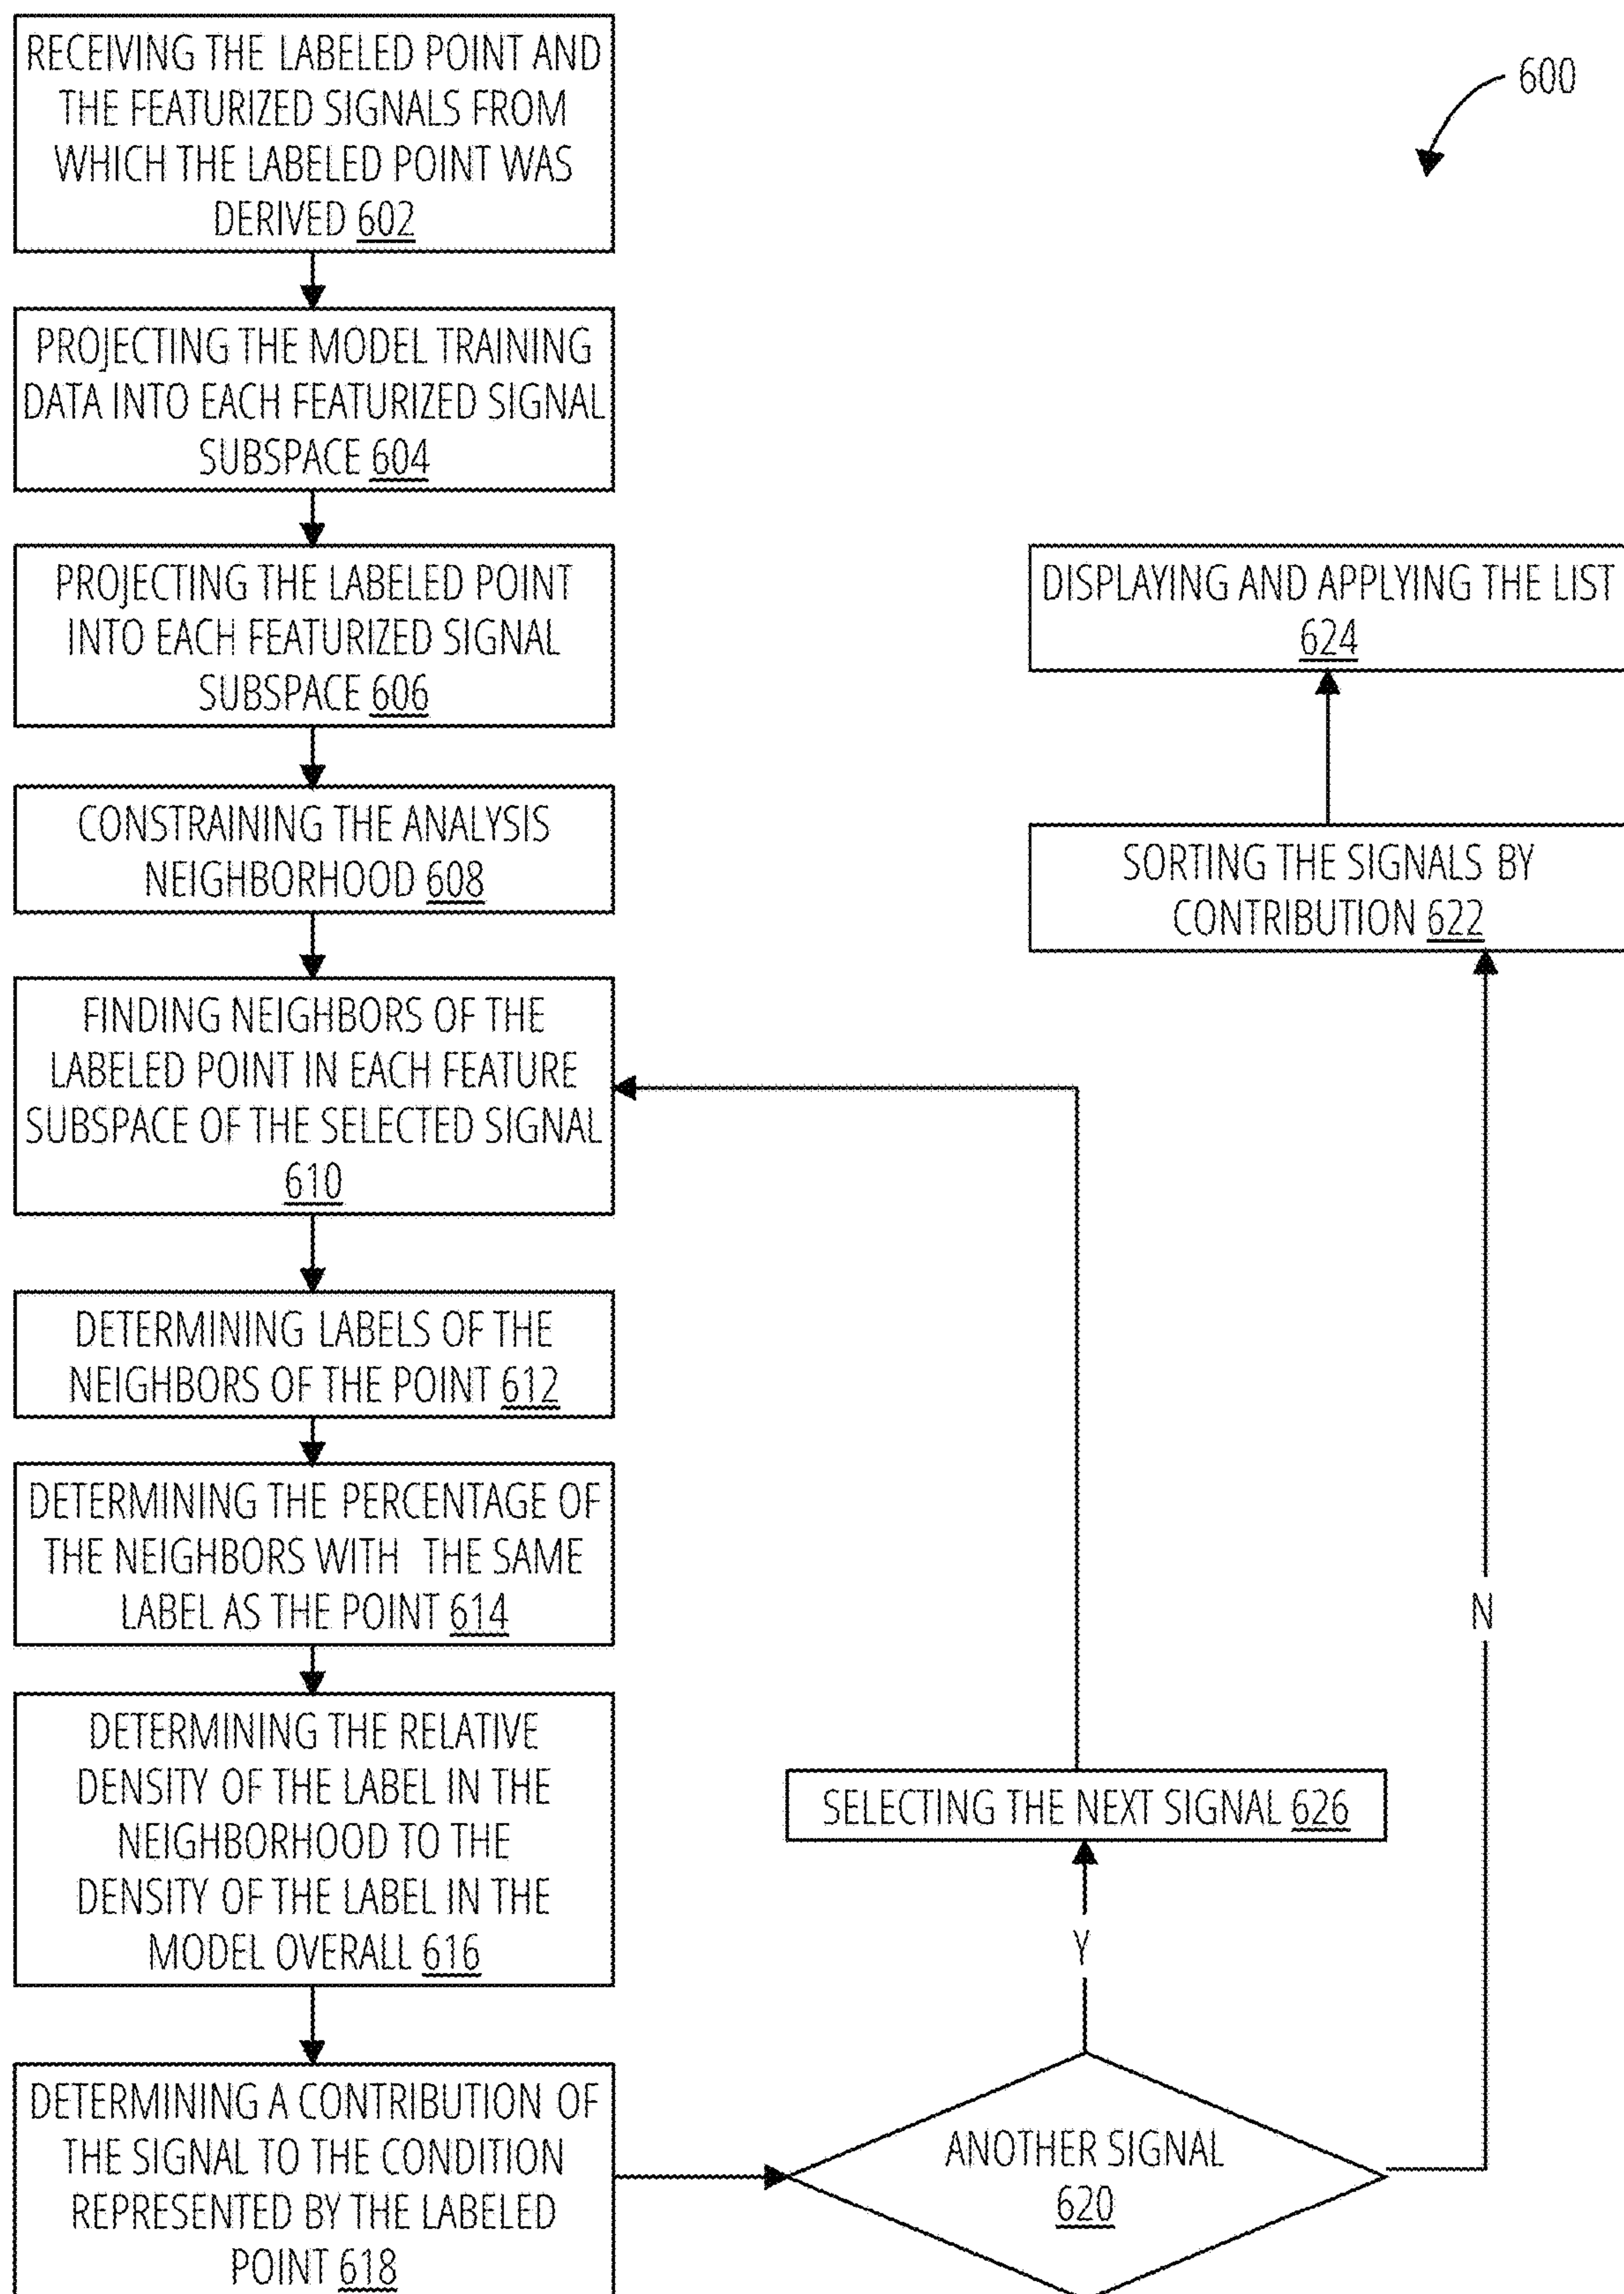 RECEIVING THE LABELED POINT AND
THE FEATURIZED SIGNALS FROM
WHICH THE LABELED POINT WAS
DERIVED 602
600
PROJECTING THE MODEL TRAINING
DATA INTO EACH FEATURIZED SIGNAL
SUBSPACE 604
PROJECTING THE LABELED POINT
INTO EACH FEATURIZED SIGNAL
SUBSPACE 606
CONSTRAINING THE ANALYSIS
NEIGHBORHOOD 608
FINDING NEIGHBORS OF THE
LABELED POINT IN EACH FEATURE
SUBSPACE OF THE SELECTED SIGNAL
610
DETERMINING LABELS OF THE
NEIGHBORS OF THE POINT 612
DETERMINING THE PERCENTAGE OF
THE NEIGHBORS WITH THE SAME
LABEL AS THE POINT 614
DETERMINING THE RELATIVE
DENSITY OF THE LABEL IN THE
NEIGHBORHOOD TO THE
DENSITY OF THE LABEL IN THE
MODEL OVERALL 616
DETERMINING A CONTRIBUTION OF
THE SIGNAL TO THE CONDITION
REPRESENTED BY THE LABELED
POINT 618
ANOTHER SIGNAL
620
Y
SELECTING THE NEXT SIGNAL 626
N
SORTING THE SIGNALS BY
CONTRIBUTION 622
DISPLAYING AND APPLYING THE LIST
624